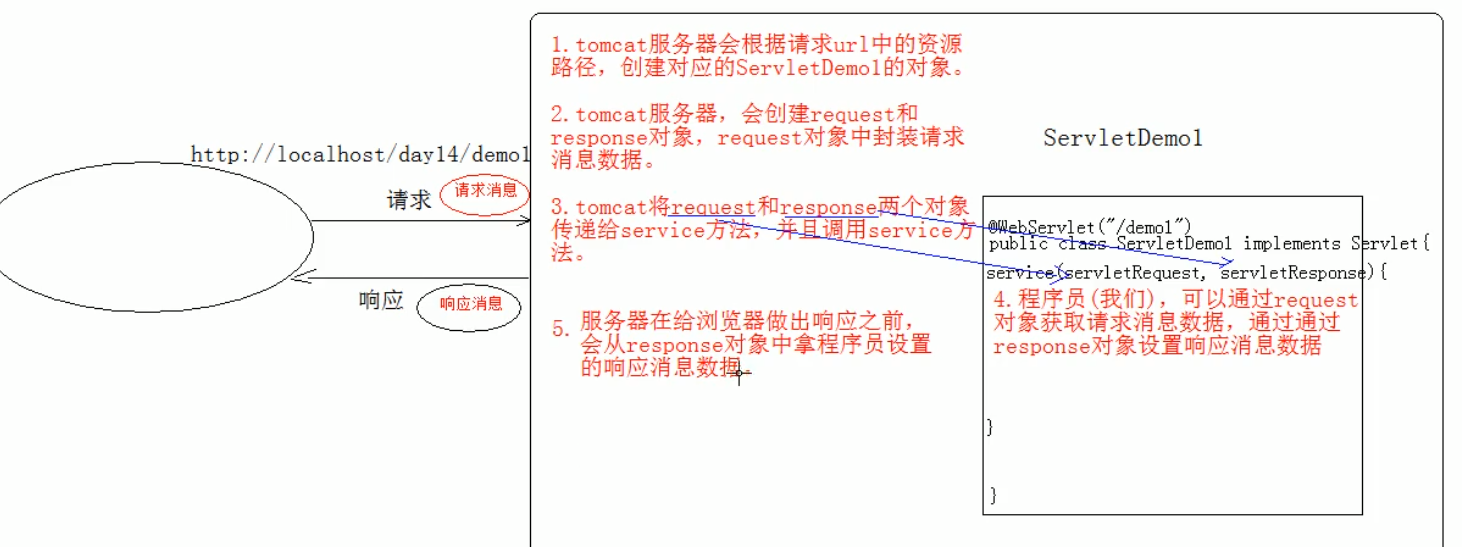 1.tomcat服务器会根据请求url中的资源
路径，创建对应的ServletDemo1的对象。
2.tomcat服务器，会创建request和
response对象，request对象中封装请求
消息数据。
ServletDemo1
http://localhost/day14/demo1
请求
请求消息
3.tomcat将request和response两个对象
传递给service方法，并且调用service方
法。
@WebServlet("/demo1")
public class ServletDemo1 implements Servlet{
service(servletRequest, servletResponse){
响应
响应消息
4.程序员(我们)，可以通过request
对象获取请求消息数据，通过通过
response对象设置响应消息数据
5.服务器在给浏览器做出响应之前，
会从response对象中拿程序员设置
的响应消息数据。
}
}